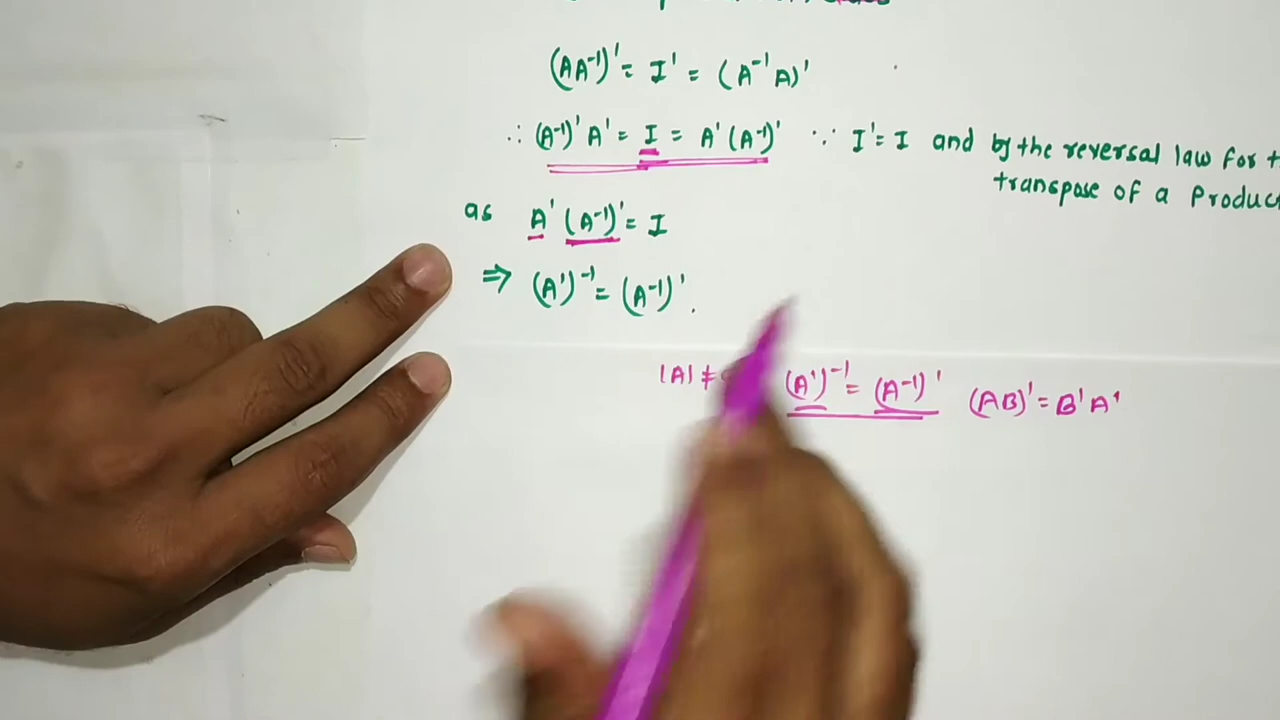 (AA⁻¹)' = I' = (A⁻¹A)'
∴ (A⁻¹)' A' = I = A' (A⁻¹)' ∵ I' = I and by the reversal law for
transpose of a Product
as A' (A⁻¹)' = I
⇒ (A')⁻¹ = (A⁻¹)'.
|A| ≠ (A')⁻¹ = (A⁻¹)' (AB)' = B'A'